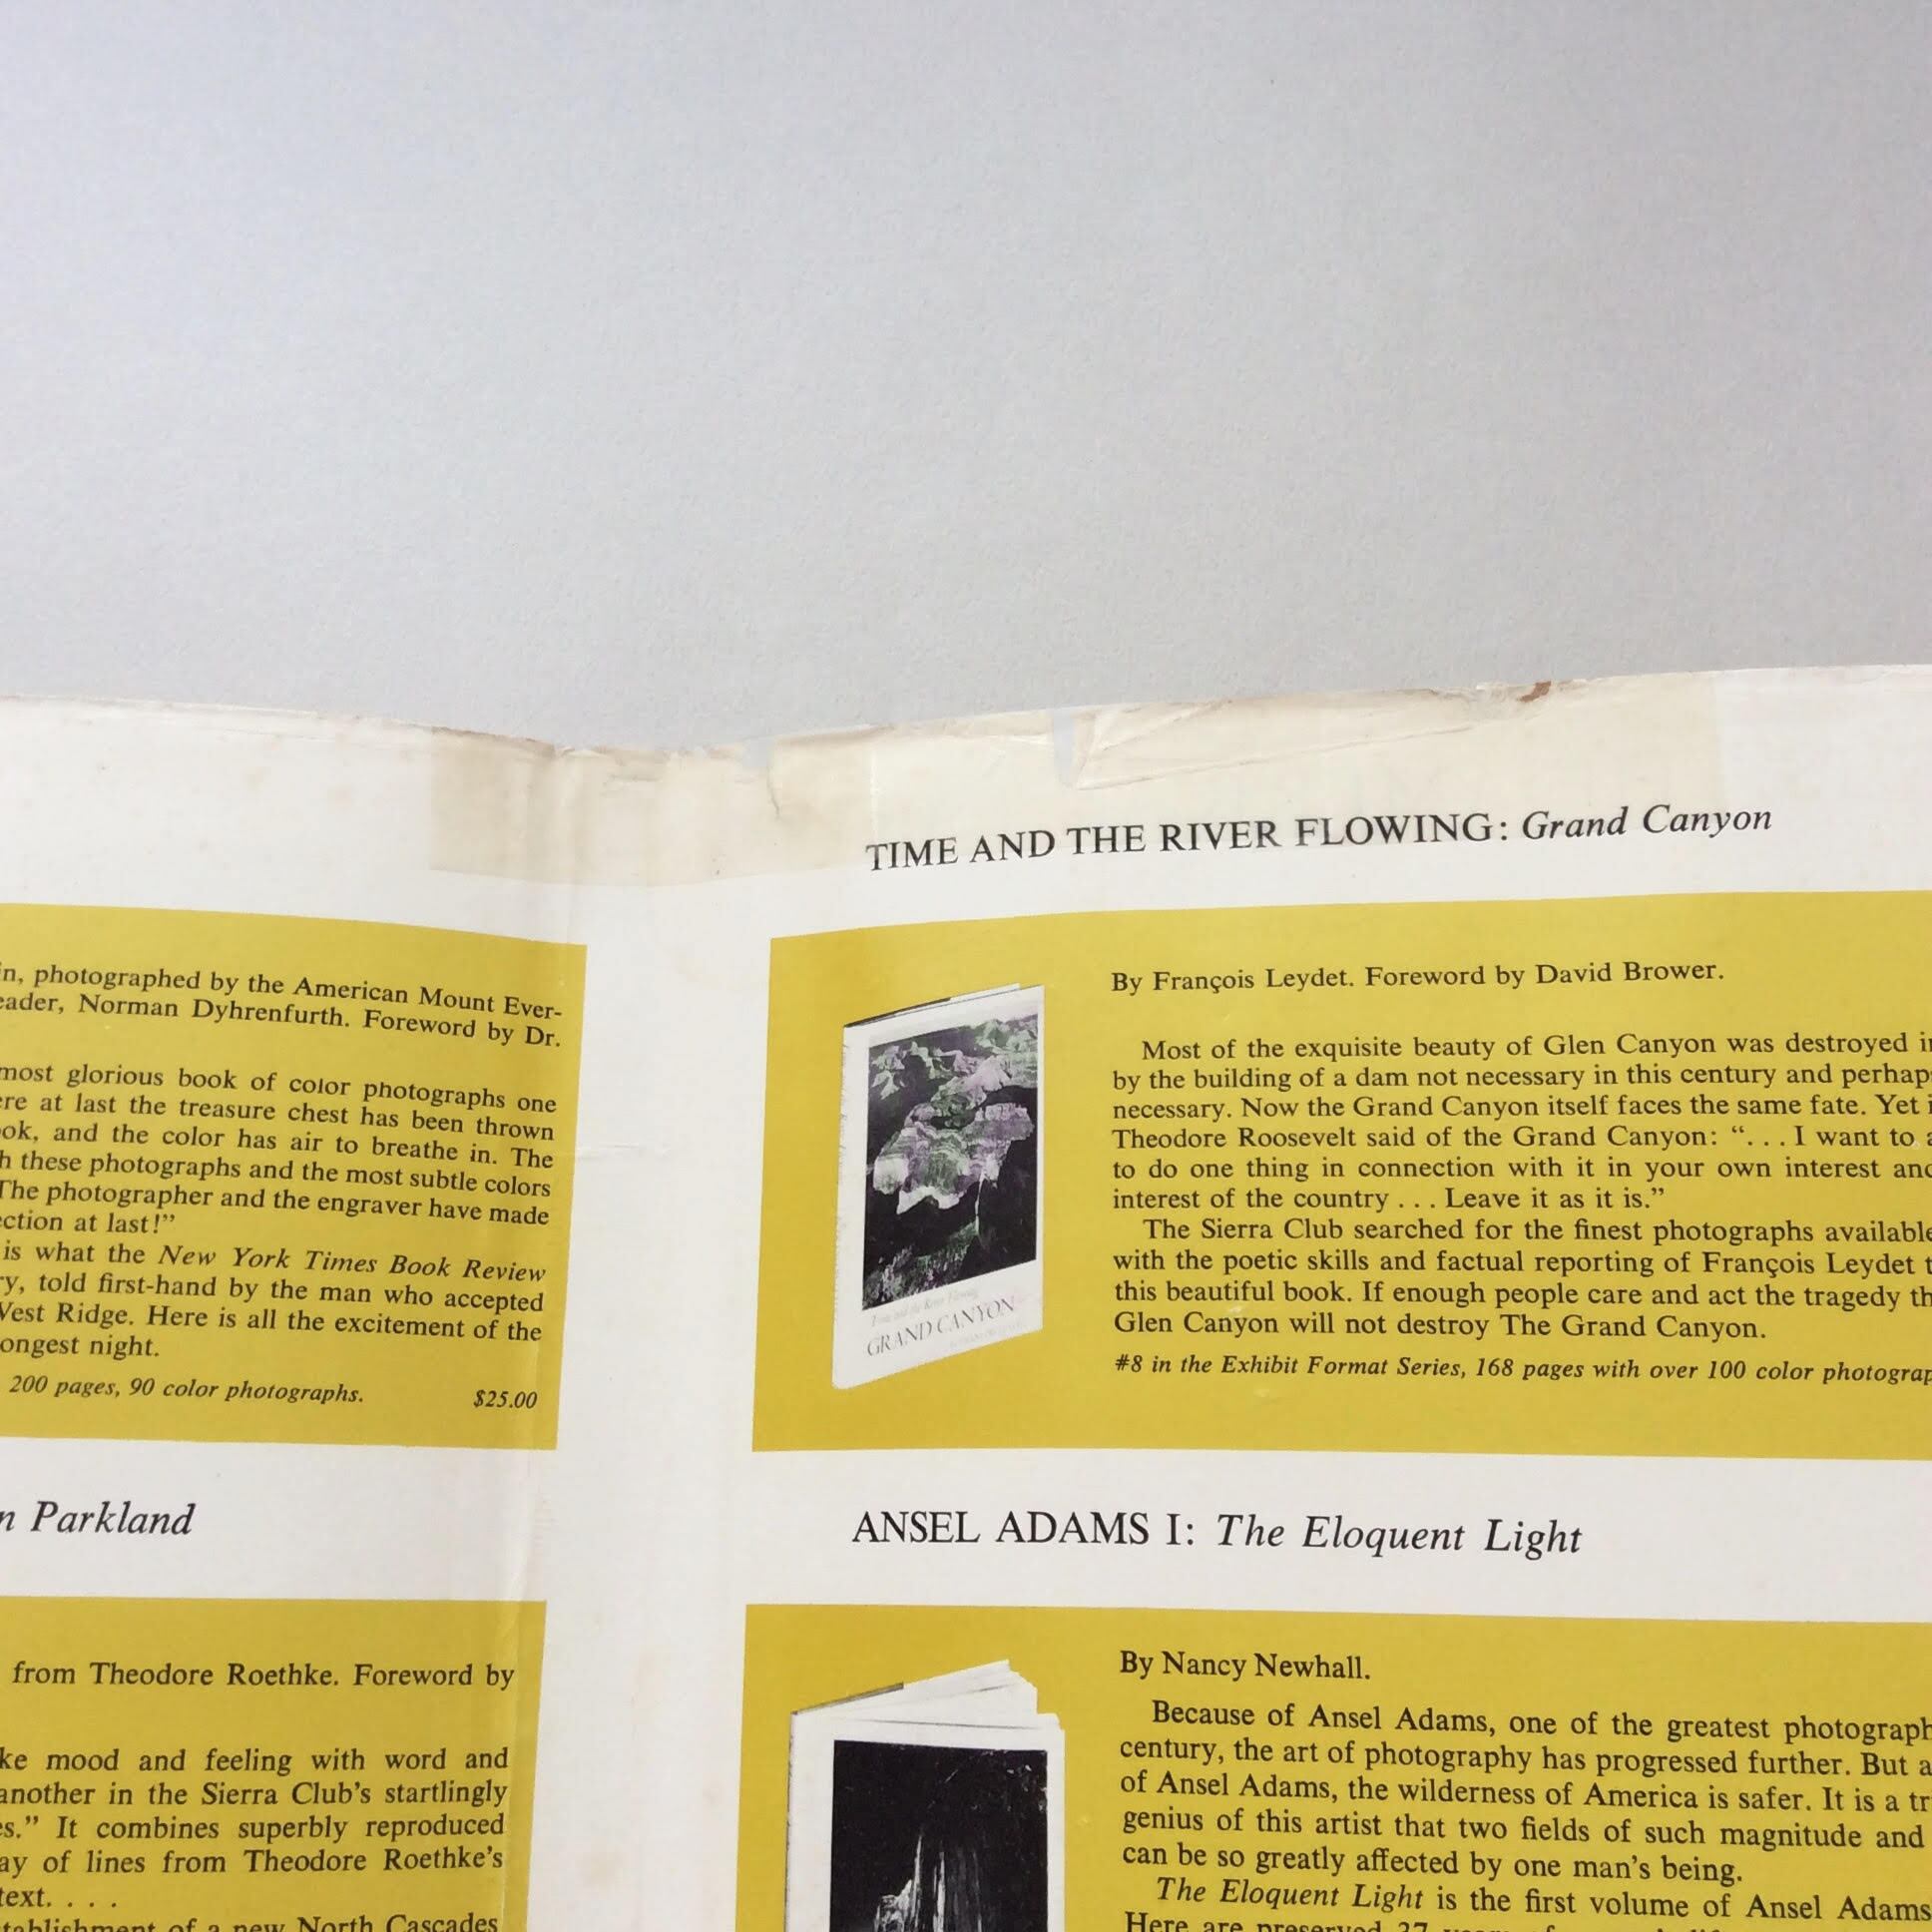 in, photographed by the American Mount Ever-
eader, Norman Dyhrenfurth. Foreword by Dr.
most glorious book of color photographs one
ere at last the treasure chest has been thrown
ok, and the color has air to breathe in. The
h these photographs and the most subtle colors
The photographer and the engraver have made
ction at last!”
is what the New York Times Book Review
y, told first-hand by the man who accepted
West Ridge. Here is all the excitement of the
ongest night.
200 pages, 90 color photographs. $25.00
n Parkland
from Theodore Roethke. Foreword by
ke mood and feeling with word and
another in the Sierra Club’s startlingly
s.” It combines superbly reproduced
ay of lines from Theodore Roethke’s
text. . . .
tablishment of a new North Cascades
TIME AND THE RIVER FLOWING: Grand Canyon
By François Leydet. Foreword by David Brower.
Most of the exquisite beauty of Glen Canyon was destroyed i
by the building of a dam not necessary in this century and perhap
necessary. Now the Grand Canyon itself faces the same fate. Yet i
Theodore Roosevelt said of the Grand Canyon: “. . . I want to a
to do one thing in connection with it in your own interest and
interest of the country . . . Leave it as it is.”
The Sierra Club searched for the finest photographs available
with the poetic skills and factual reporting of François Leydet t
this beautiful book. If enough people care and act the tragedy th
Glen Canyon will not destroy The Grand Canyon.
#8 in the Exhibit Format Series, 168 pages with over 100 color photograp
GRAND CANYON
ANSEL ADAMS I: The Eloquent Light
By Nancy Newhall.
Because of Ansel Adams, one of the greatest photograph
century, the art of photography has progressed further. But a
of Ansel Adams, the wilderness of America is safer. It is a tr
genius of this artist that two fields of such magnitude and
can be so greatly affected by one man’s being.
The Eloquent Light is the first volume of Ansel Adams
Here are preserved 37 years of